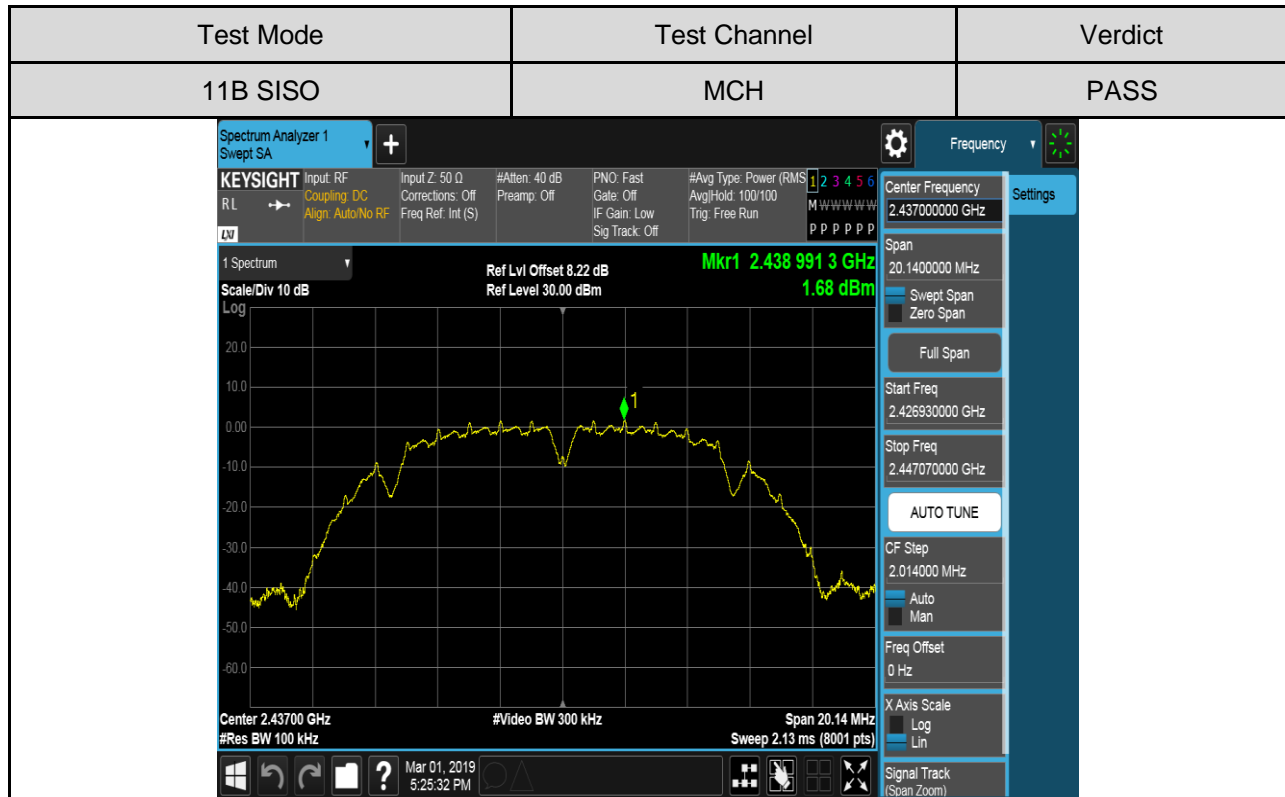 Test Mode Test Channel Verdict
11B SISO MCH PASS
Spectrum Analyzer 1
Swept SA
+
Frequency
KEYSIGHT
RL
LXI
Input: RF
Coupling: DC
Align: Auto/No RF
Input Z: 50 Ω
Corrections: Off
Freq Ref: Int (S)
#Atten: 40 dB
Preamp: Off
PNO: Fast
Gate: Off
IF Gain: Low
Sig Track: Off
#Avg Type: Power (RMS
Avg|Hold: 100/100
Trig: Free Run
1 2 3 4 5 6
M W W W W W
P P P P P P
Center Frequency
2.437000000 GHz
Settings
Span
20.1400000 MHz
Swept Span
Zero Span
Full Span
Start Freq
2.426930000 GHz
Stop Freq
2.447070000 GHz
AUTO TUNE
CF Step
2.014000 MHz
Auto
Man
Freq Offset
0 Hz
X Axis Scale
Log
Lin
Signal Track
(Span Zoom)
1 Spectrum
Scale/Div 10 dB
Ref Lvl Offset 8.22 dB
Ref Level 30.00 dBm
Mkr1 2.438 991 3 GHz
1.68 dBm
Log
20.0
10.0
0.00
-10.0
-20.0
-30.0
-40.0
-50.0
-60.0
1
Center 2.43700 GHz
#Res BW 100 kHz
#Video BW 300 kHz
Span 20.14 MHz
Sweep 2.13 ms (8001 pts)
?
Mar 01, 2019
5:25:32 PM